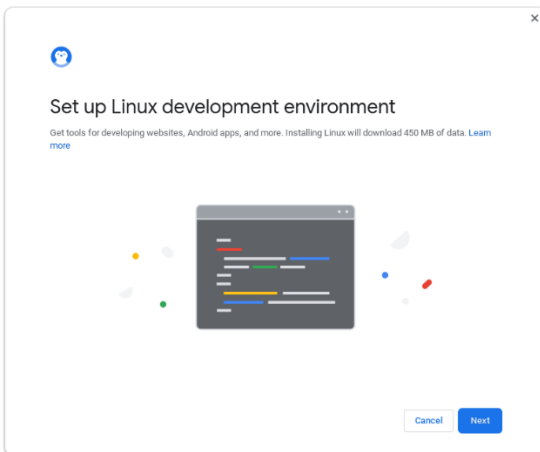 Set up Linux development environment
Get tools for developing websites, Android apps, and more. Installing Linux will download 450 MB of data. Learn
more
Cancel
Next